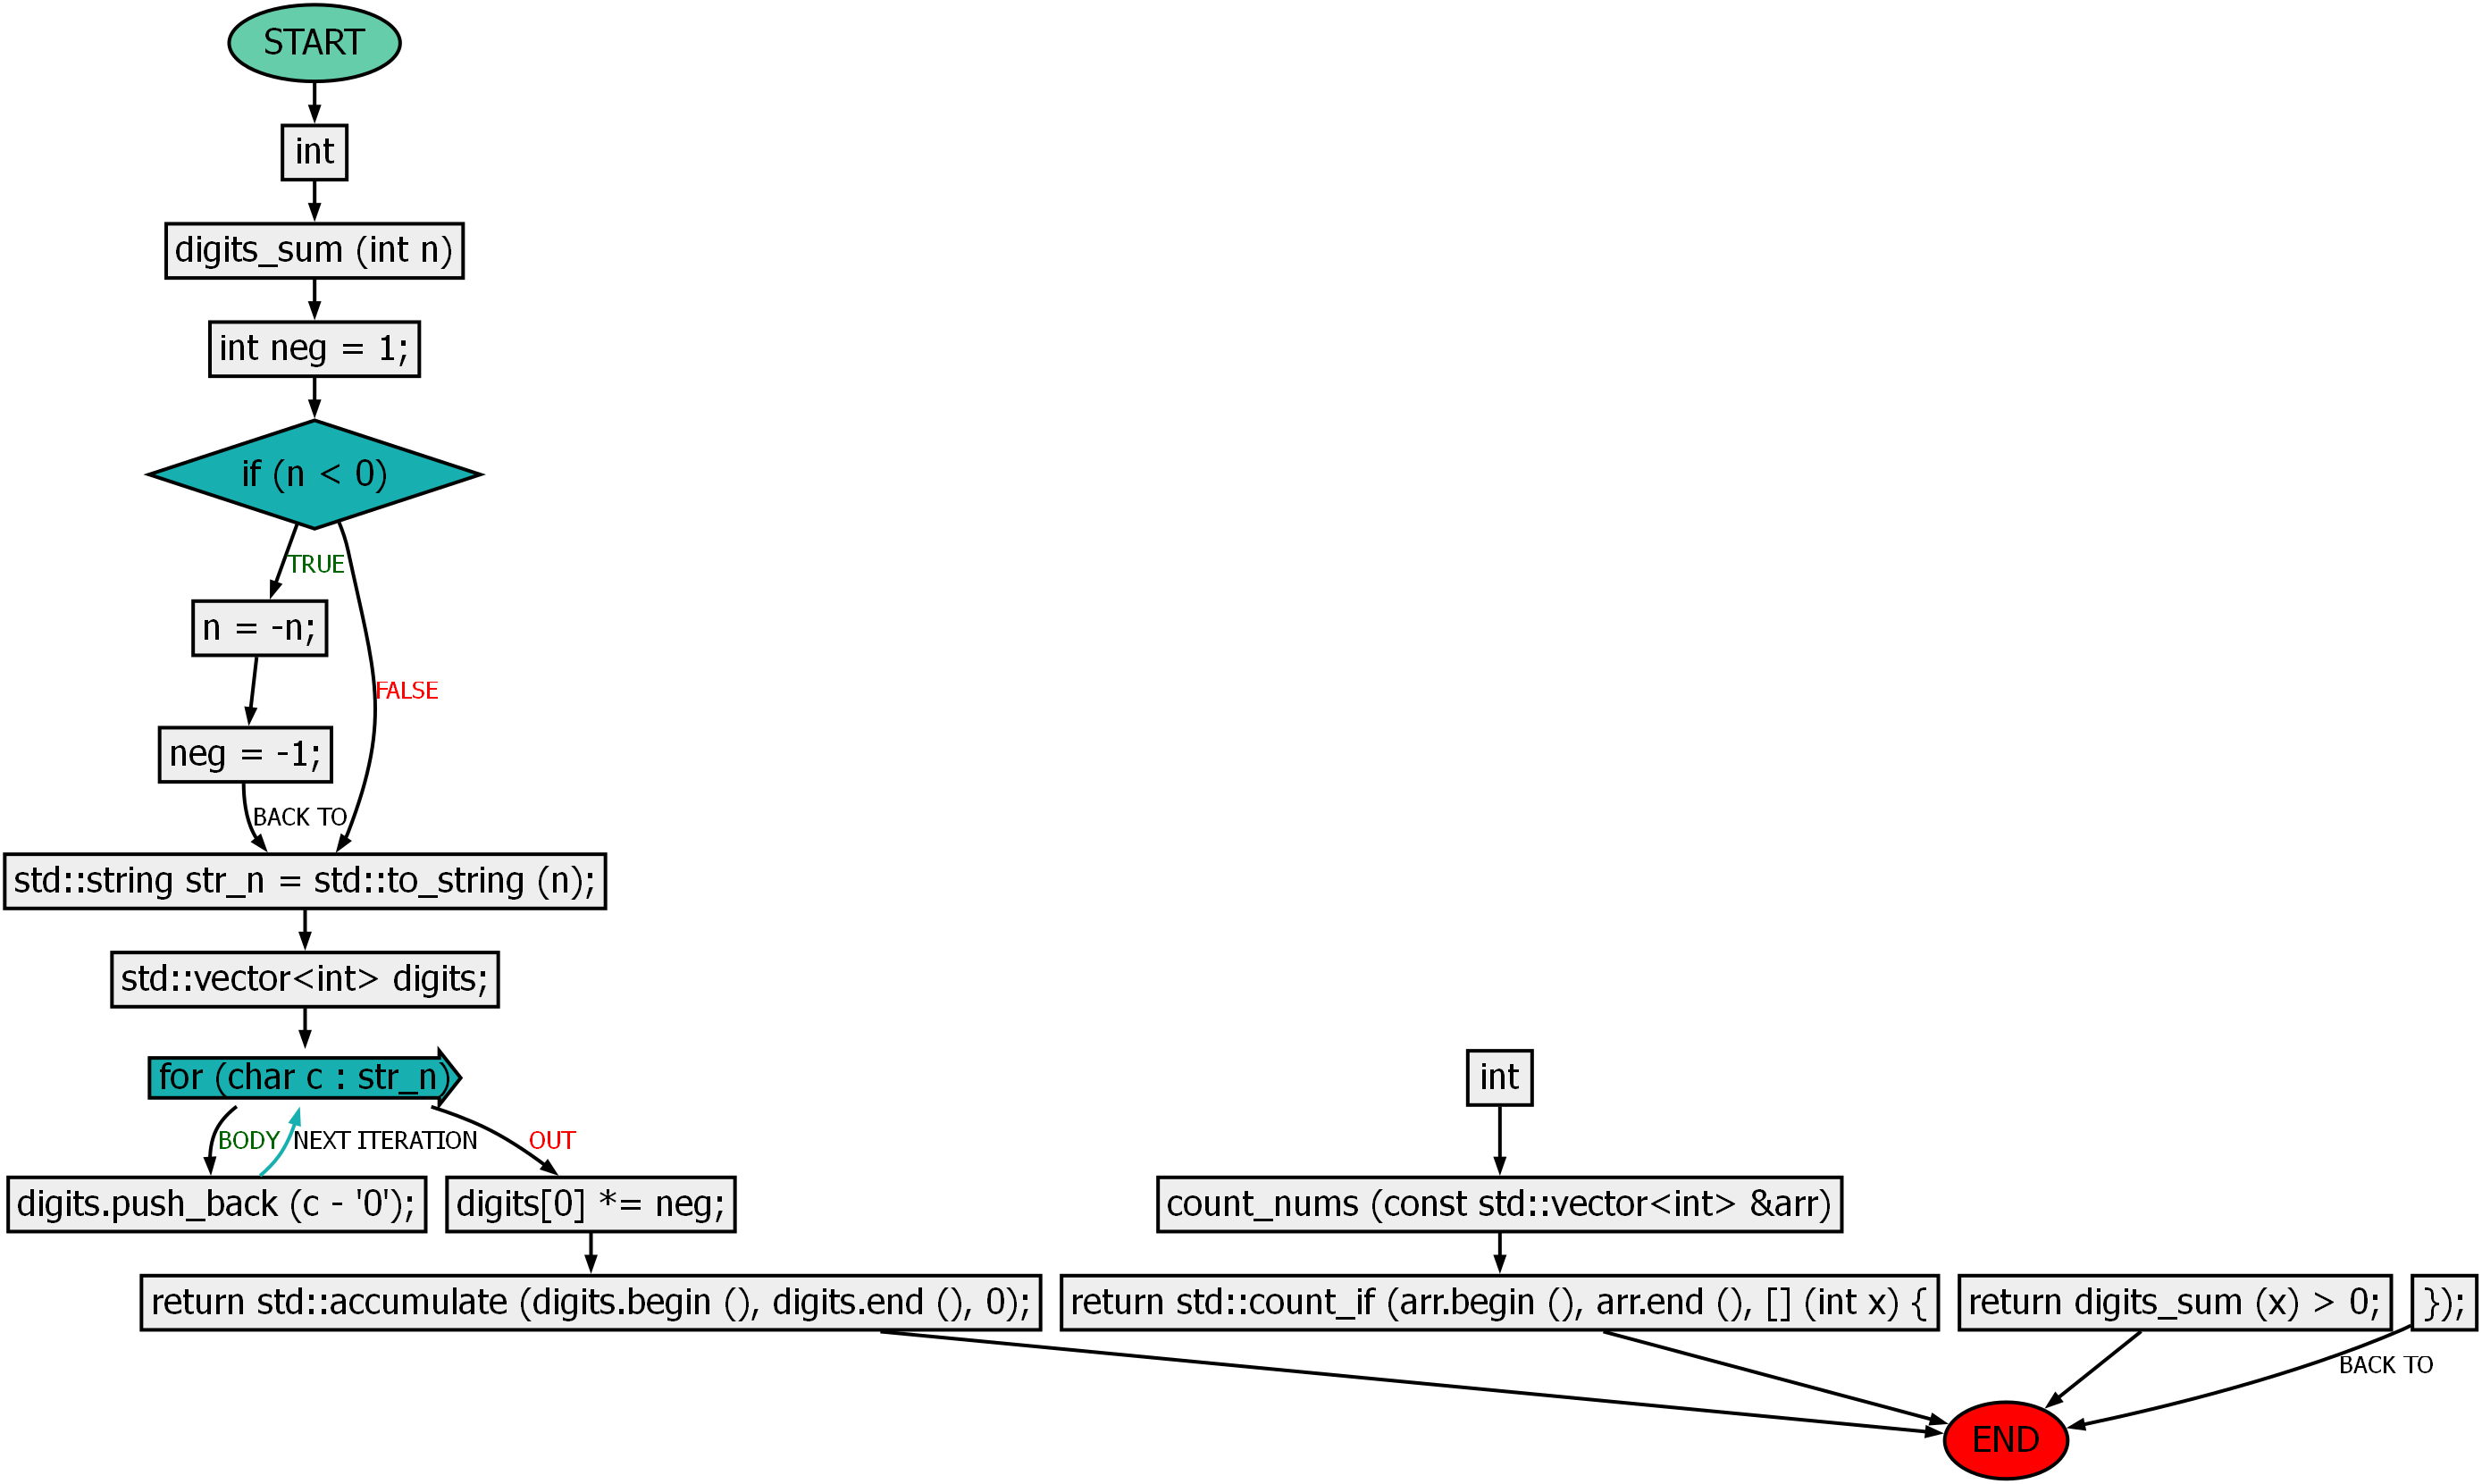 START
int
digits_sum (int n)
int neg = 1;
if (n < 0)
TRUE
n = -n;
FALSE
neg = -1;
BACK TO
std::string str_n = std::to_string (n);
std::vector<int> digits;
for (char c : str_n)
BODY
NEXT ITERATION
OUT
digits.push_back (c - '0');
digits[0] *= neg;
return std::accumulate (digits.begin (), digits.end (), 0);
int
count_nums (const std::vector<int> &arr)
return std::count_if (arr.begin (), arr.end (), [] (int x) {
return digits_sum (x) > 0;
});
BACK TO
END